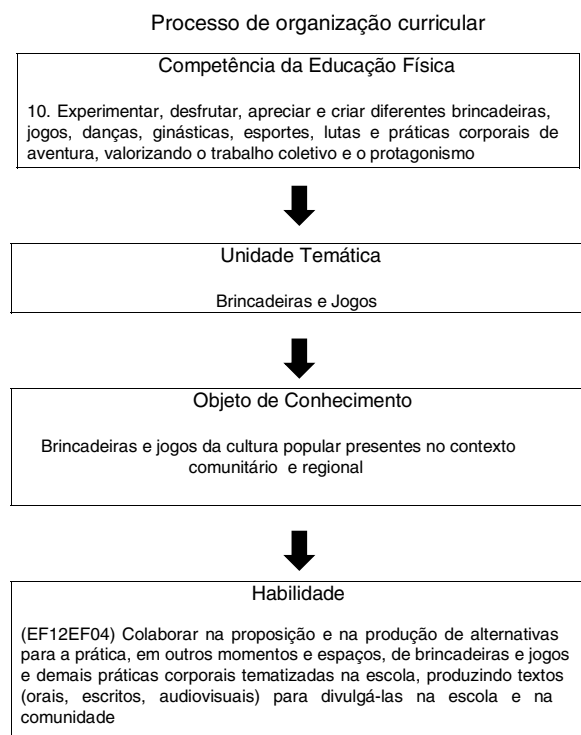 Processo de organização curricular
Competência da Educação Física
10. Experimentar, desfrutar, apreciar e criar diferentes brincadeiras,
jogos, danças, ginásticas, esportes, lutas e práticas corporais de
aventura, valorizando o trabalho coletivo e o protagonismo
Unidade Temática
Brincadeiras e Jogos
Objeto de Conhecimento
Brincadeiras e jogos da cultura popular presentes no contexto
comunitário e regional
Habilidade
(EF12EF04) Colaborar na proposição e na produção de alternativas
para a prática, em outros momentos e espaços, de brincadeiras e jogos
e demais práticas corporais tematizadas na escola, produzindo textos
(orais, escritos, audiovisuais) para divulgá-las na escola e na
comunidade